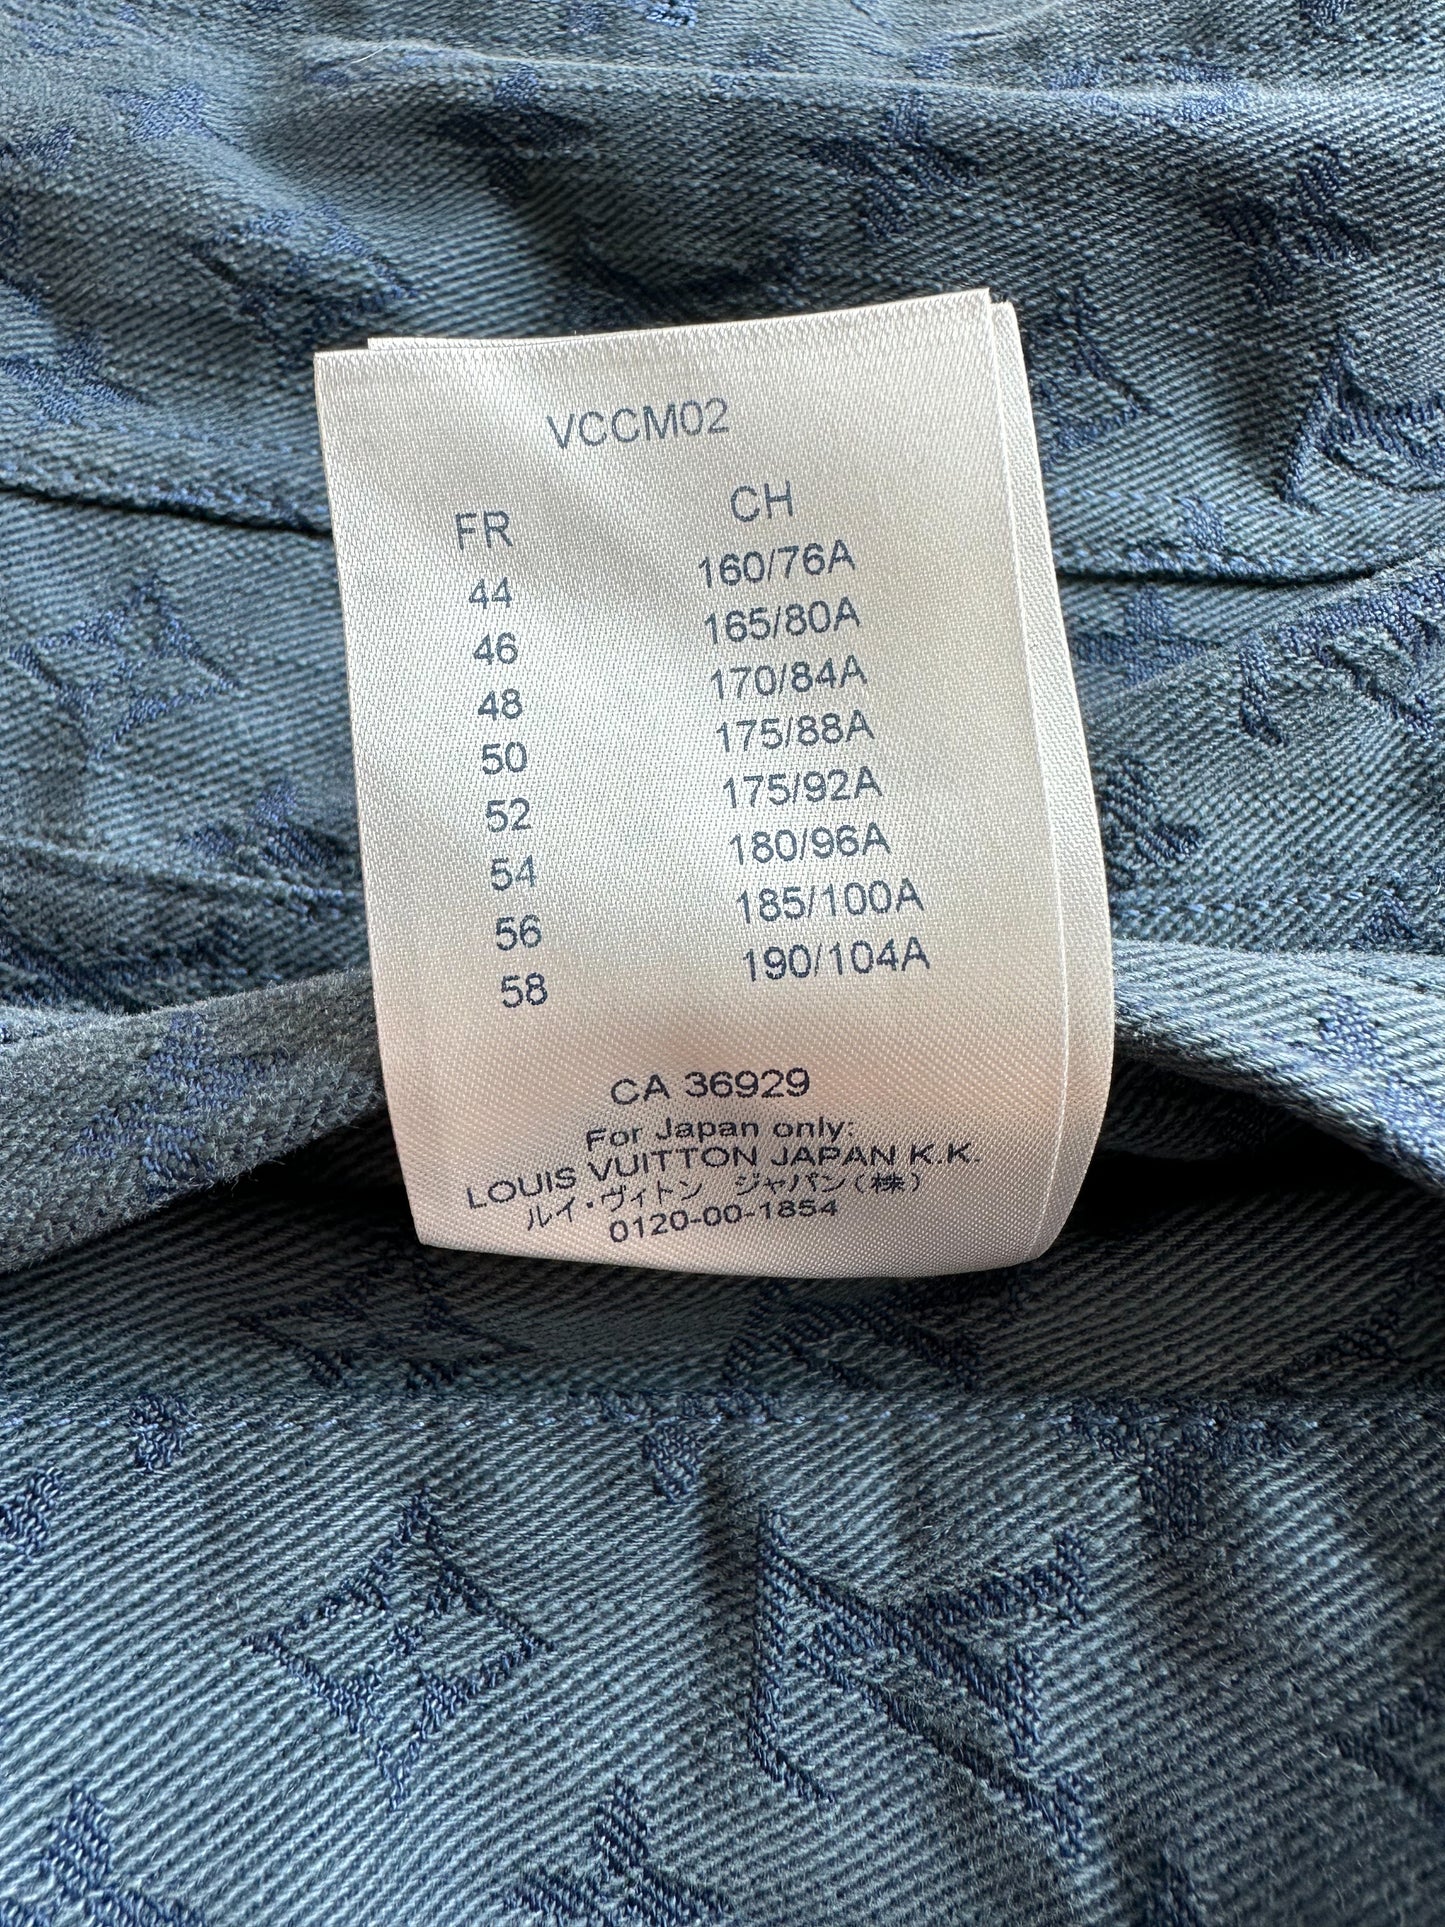 VCCM02
FR CH
44 160/76A
46 165/80A
48 170/84A
50 175/88A
52 175/92A
54 180/96A
56 185/100A
58 190/104A
CA 36929
For Japan only:
LOUIS VUITTON JAPAN K.K.
ルイ・ヴィトン ジャパン(株)
0120-00-1854